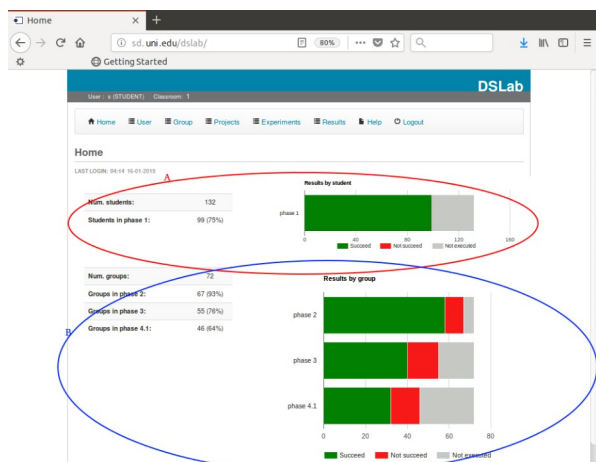 Home
sd.uni.edu/dslab/
80%
Getting Started
DSLab
User : s (STUDENT) Classroom: 1
Home User Group Projects Experiments Results Help Logout
Home
LAST LOGIN: 04:14 16-01-2019
A
Num. students: 132
Students in phase 1: 99 (75%)
Results by student
phase 1
0 40 80 120 160
Succeed Not succeed Not executed
B
Num. groups: 72
Groups in phase 2: 67 (93%)
Groups in phase 3: 55 (76%)
Groups in phase 4.1: 46 (64%)
Results by group
phase 2
phase 3
phase 4.1
0 20 40 60 80
Succeed Not succeed Not executed